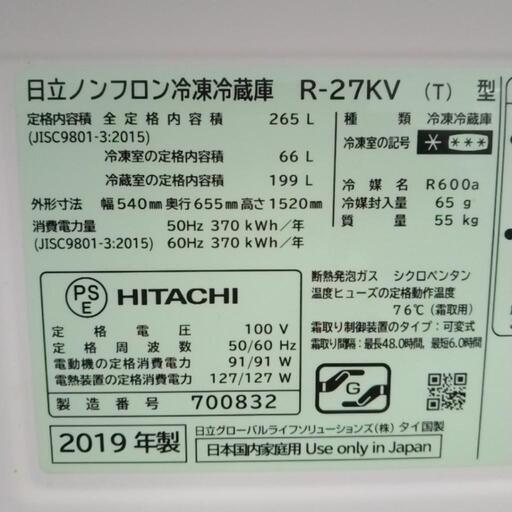 日立ノンフロン冷凍冷蔵庫 R-27KV (T) 型
定格内容積 全定格内容積 265 L
(JISC9801-3:2015)
冷凍室の定格内容積 66 L
冷蔵室の定格内容積 199 L
外形寸法 幅540mm 奥行655mm 高さ1520mm
消費電力量 50Hz 370 kWh/年
(JISC9801-3:2015) 60Hz 370 kWh/年
種類 冷凍冷蔵庫
冷凍室の記号
冷媒名 R600a
冷媒封入量 65 g
質量 55 kg
PS
E
HITACHI
定格電圧 100 V
定格周波数 50/60 Hz
電動機の定格消費電力 91/91 W
電熱装置の定格消費電力 127/127 W
製造番号 700832
断熱発泡ガス シクロペンタン
温度ヒューズの定格動作温度
76℃(霜取用)
霜取り制御装置のタイプ:可変式
霜取り間隔:最長48.0時間, 最短6.0時間
G
2019年製
日立グローバルライフソリューションズ(株) タイ国製
日本国内家庭用 Use only in Japan